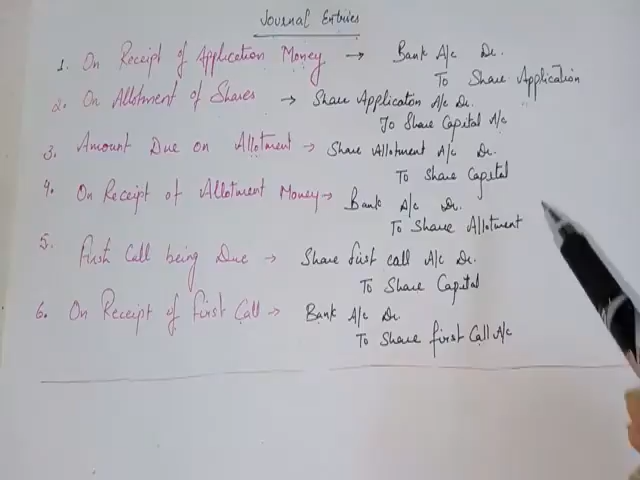 Journal Entries
1. On Receipt of Application Money → Bank A/c Dr.
To Share Application
2. On Allotment of Shares → Share Application A/c Dr.
To Share Capital A/c
3. Amount Due on Allotment → Share Allotment A/c Dr.
To Share Capital
4. On Receipt of Allotment Money → Bank A/c Dr.
To Share Allotment
5. First Call being Due → Share first call A/c Dr.
To Share Capital
6. On Receipt of First Call → Bank A/c Dr.
To Share first Call A/c